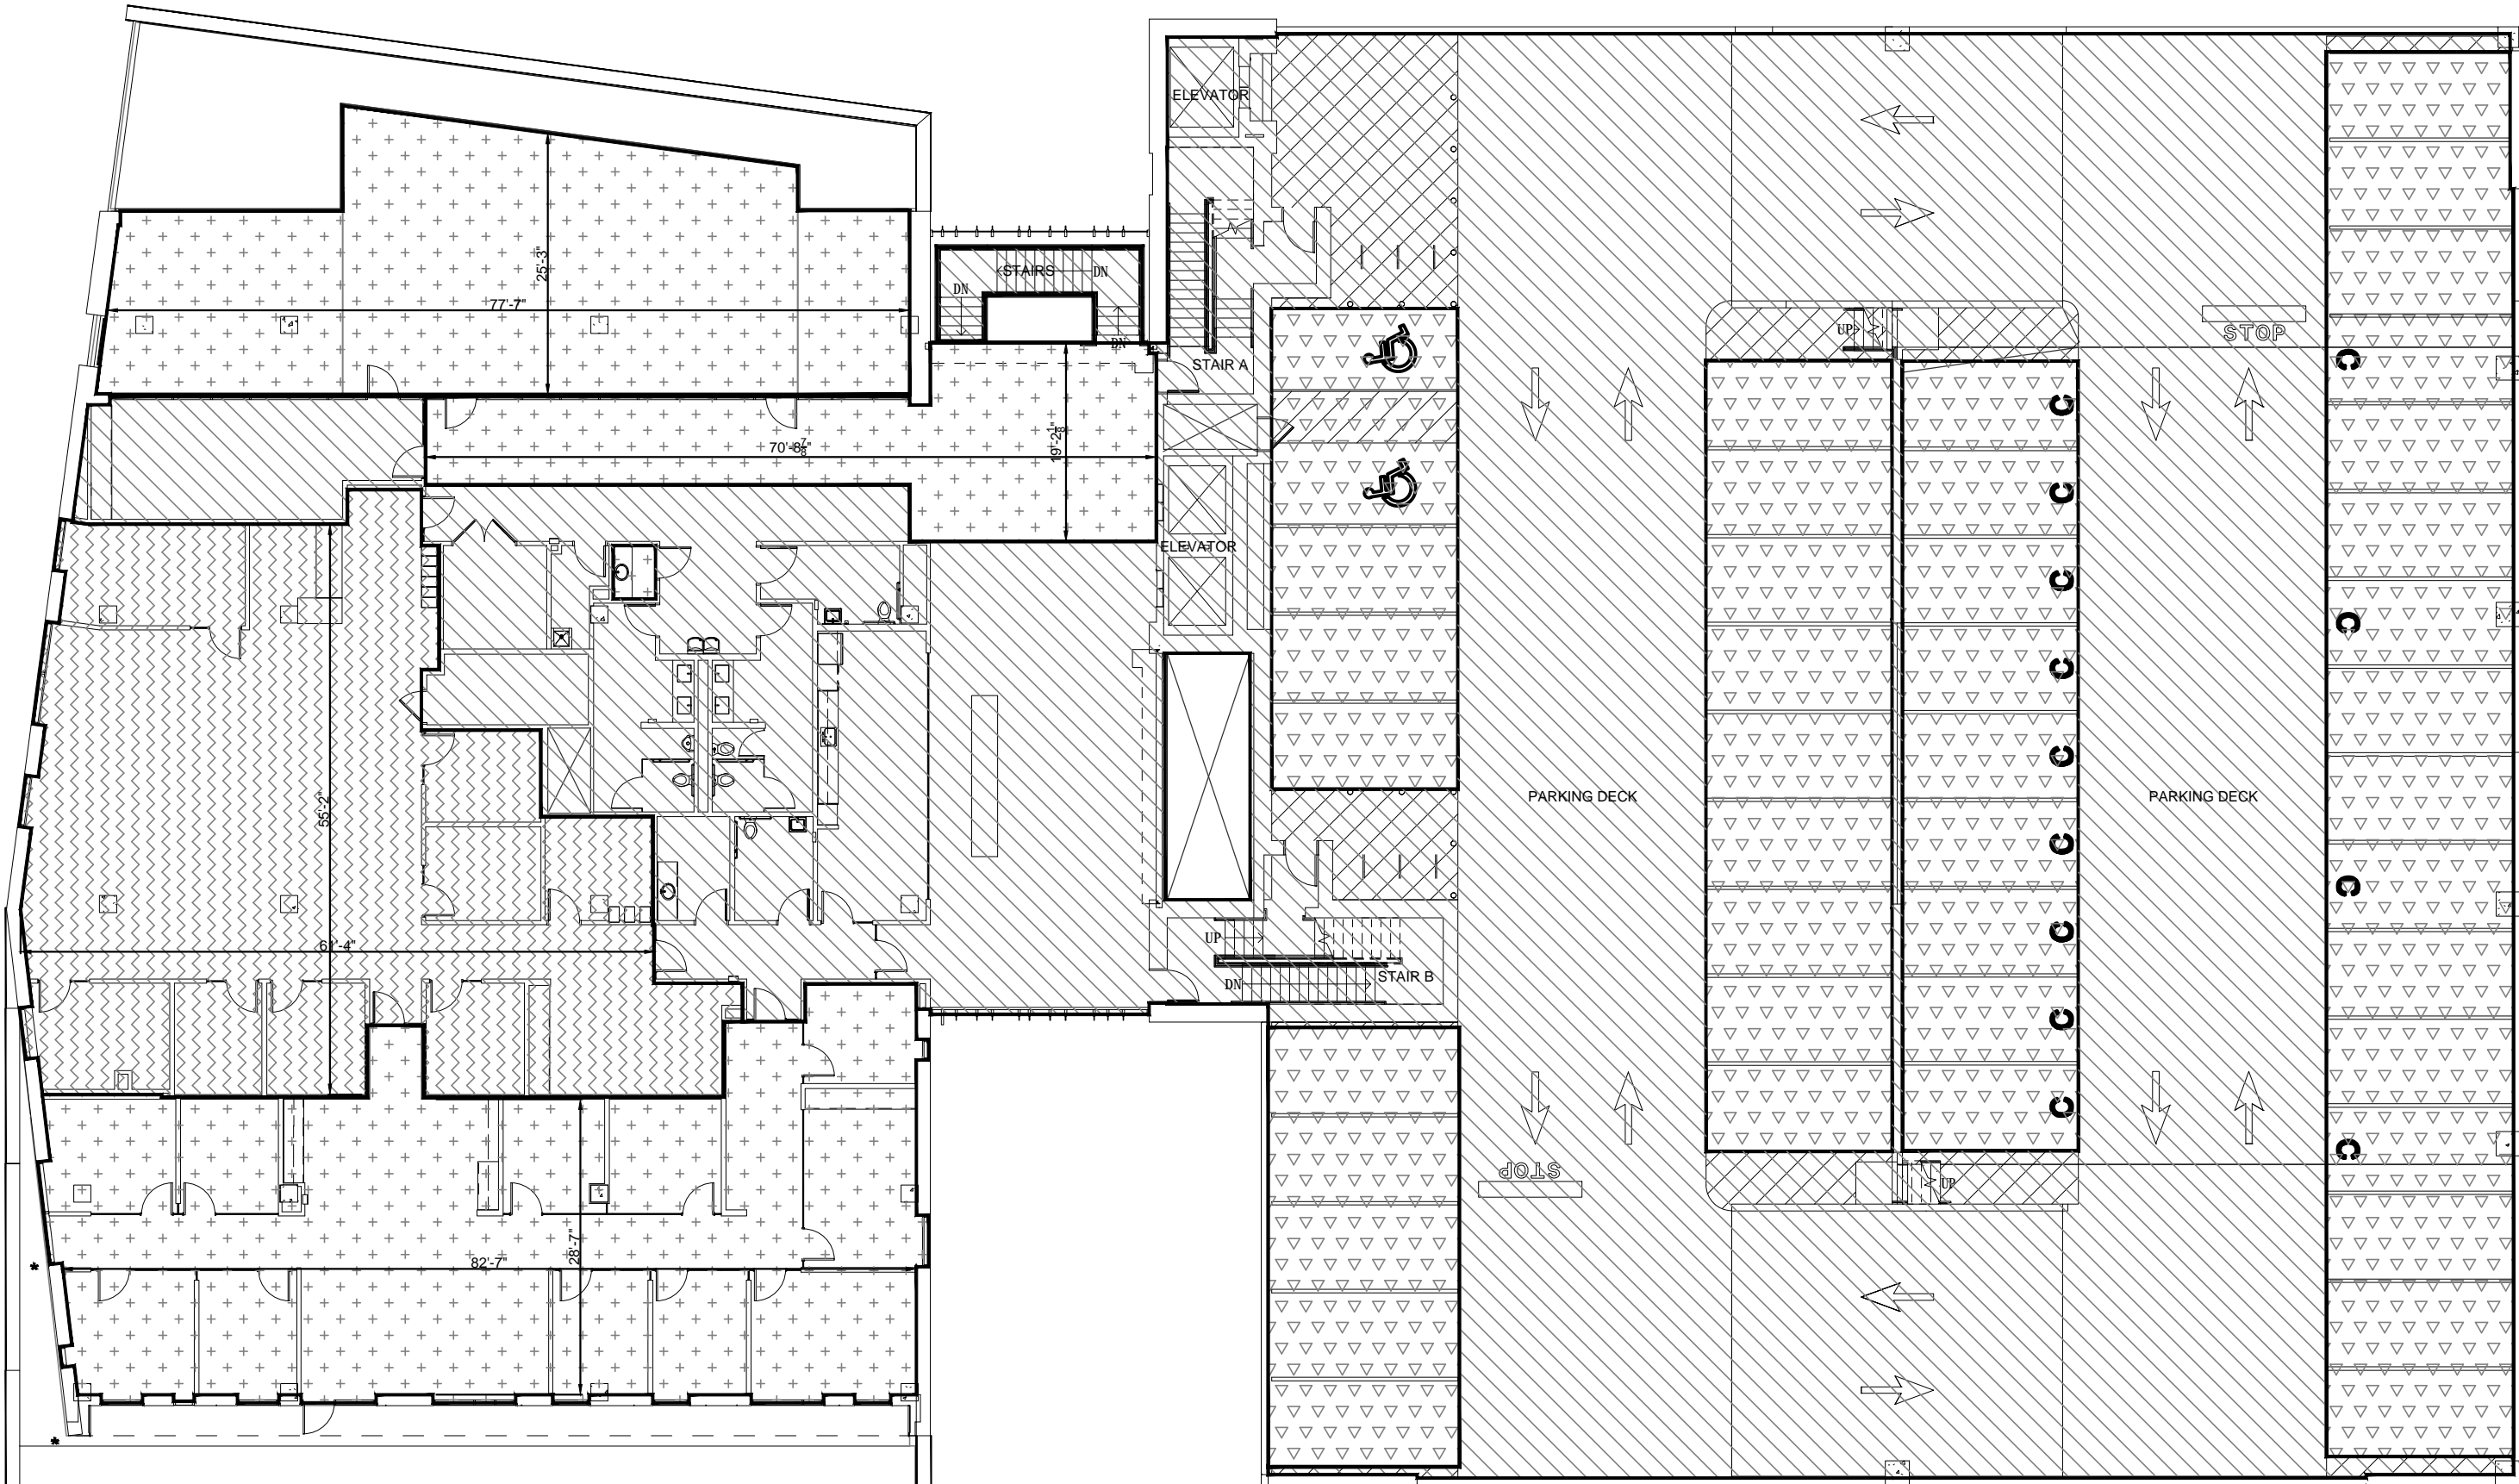 ELEVATOR
25'-3"
77'-7"
STAIRS
DN
DN
DN
STAIR A
UP
STOP
70'-8 7/8"
19'-2 1/8"
C
C
C
C
ELEVATOR
C
C
C
C
C
C
55'-2"
PARKING DECK
PARKING DECK
C
C
C
61'-4"
UP
STAIR B
DN
STOP
UP
28'-7"
82'-7"
*
*